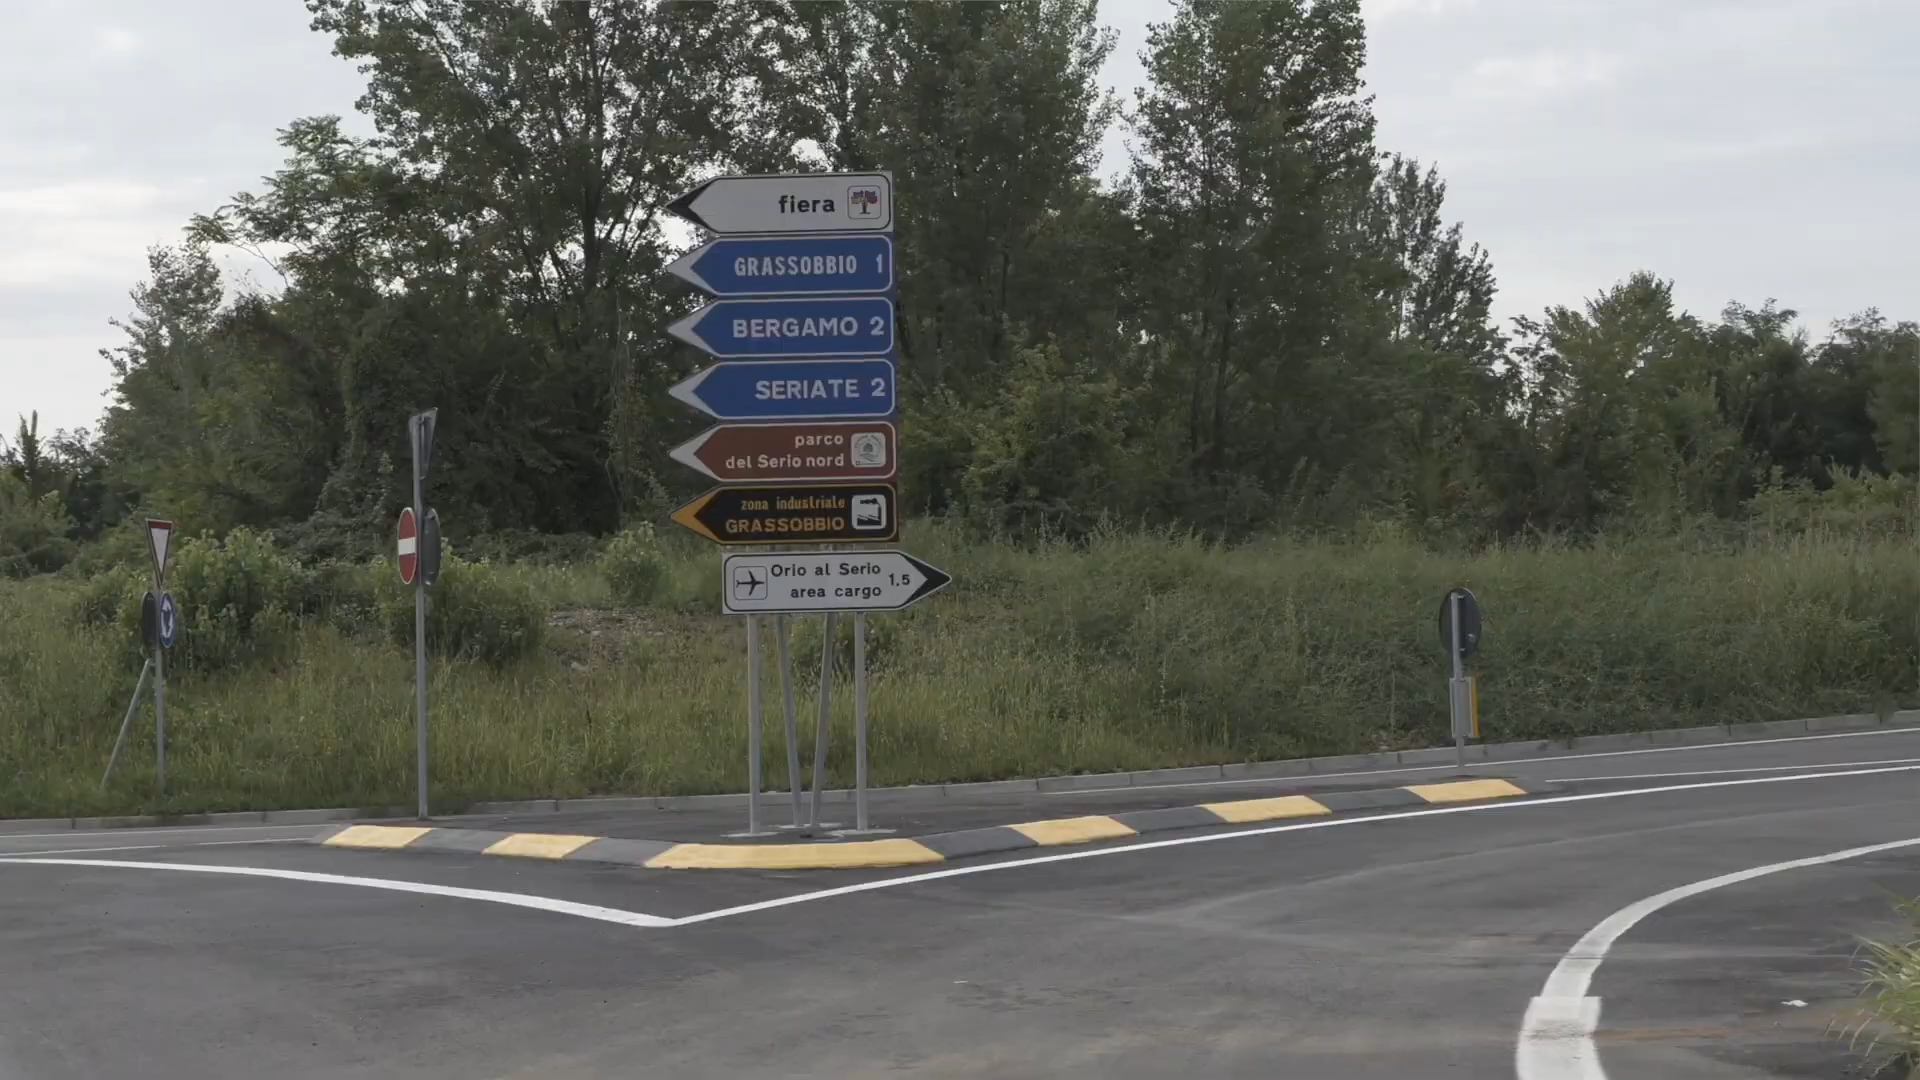 fiera
GRASSOBBIO 1
BERGAMO 2
SERIATE 2
parco
del Serio nord
zona industriale
GRASSOBBIO
Orio al Serio
area cargo 1,5